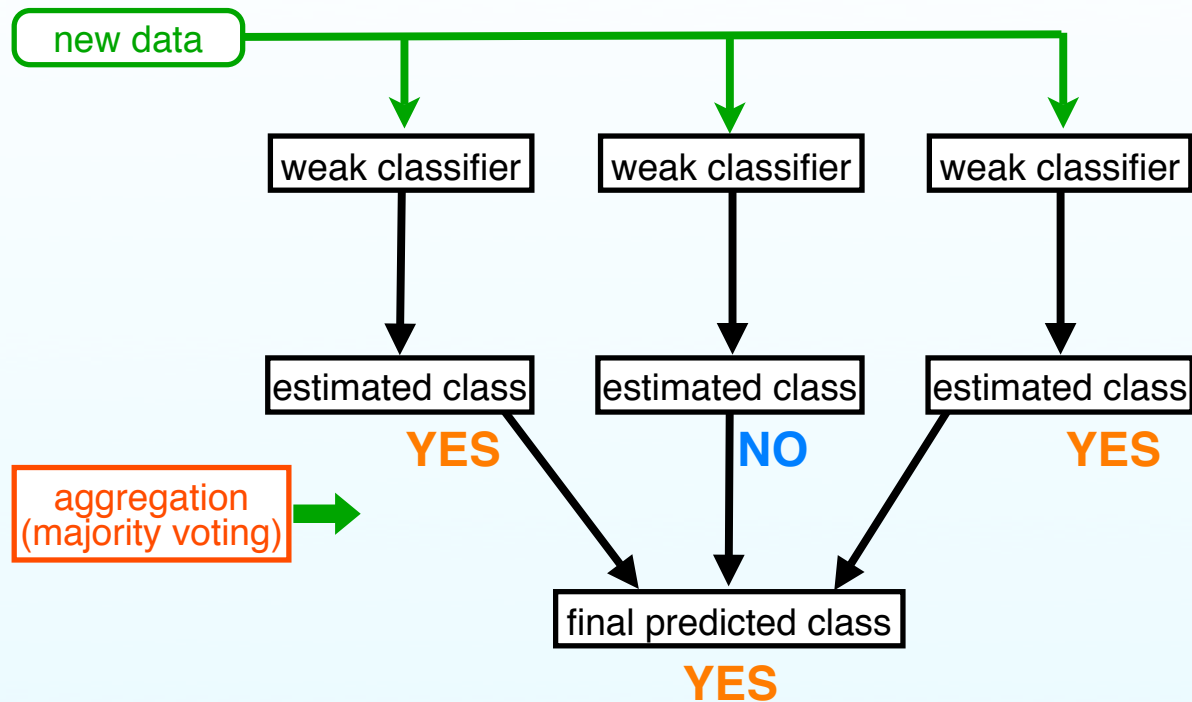 new data
weak classifier
weak classifier
weak classifier
estimated class
estimated class
estimated class
YES
NO
YES
aggregation
(majority voting)
final predicted class
YES